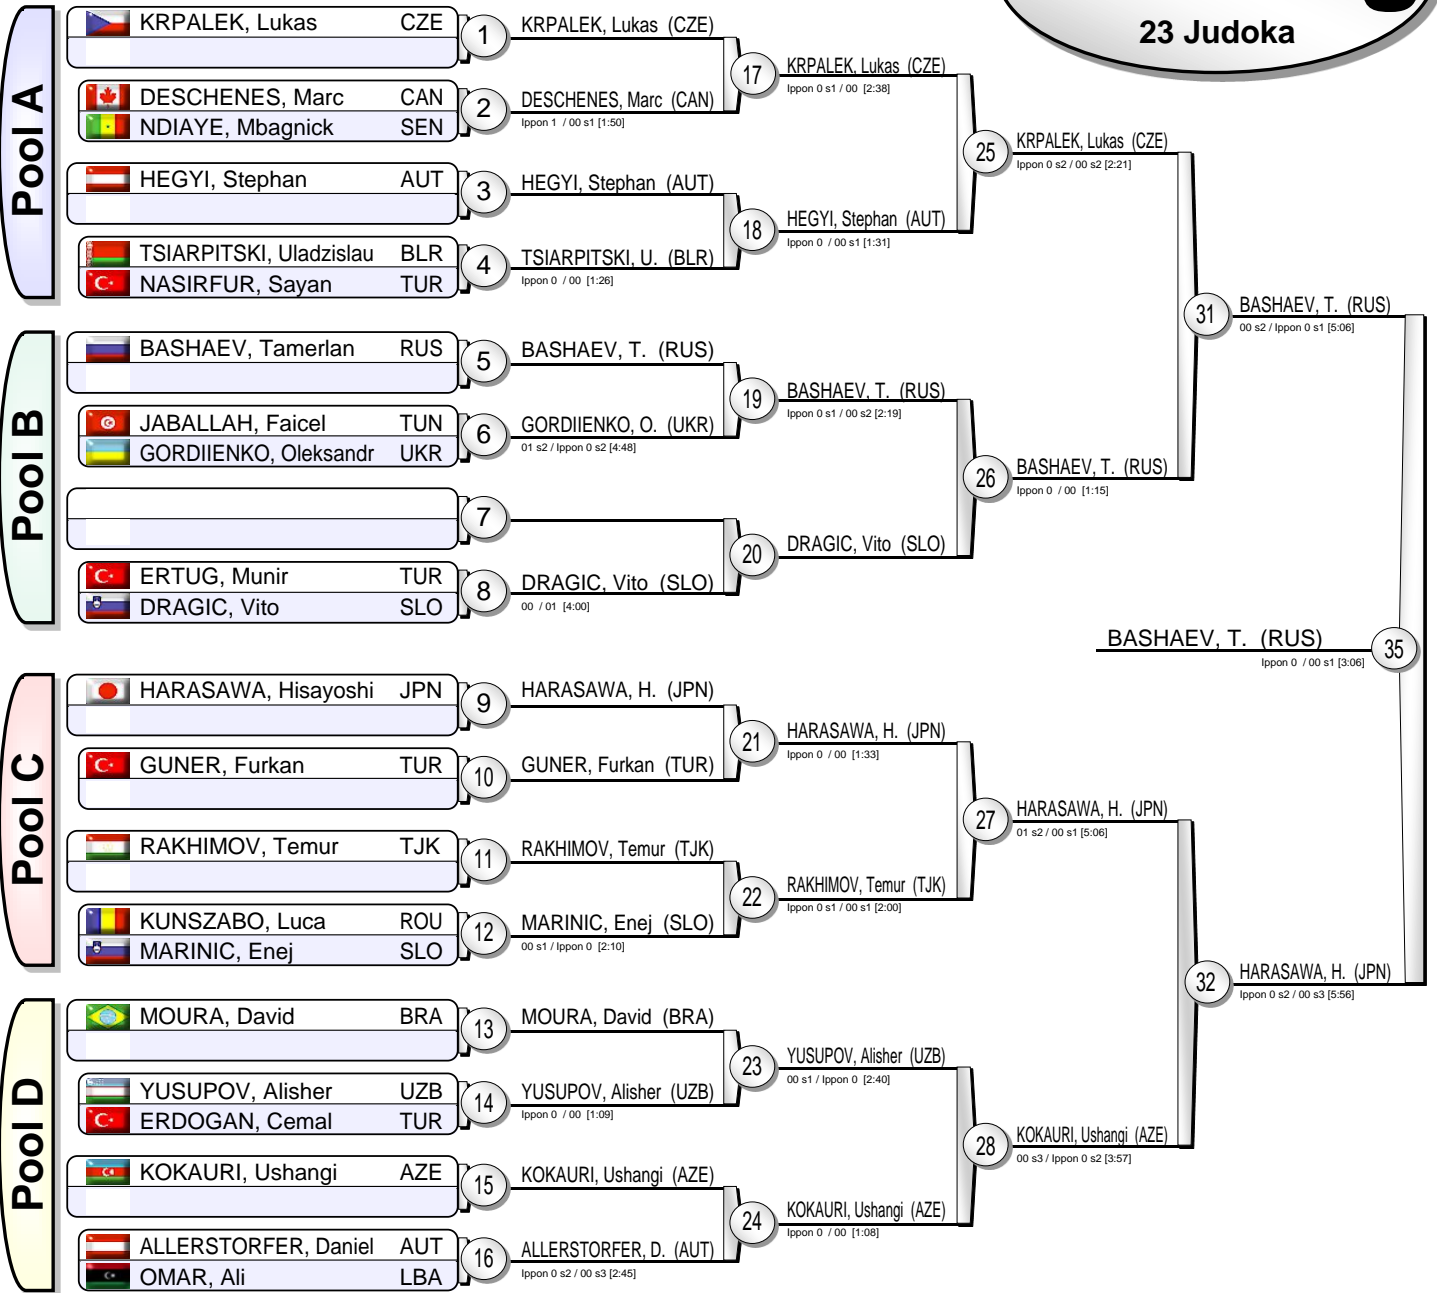 23 Judoka
Pool A
KRPALEK, Lukas CZE
1
KRPALEK, Lukas (CZE)
DESCHENES, Marc CAN
NDIAYE, Mbagnick SEN
2
DESCHENES, Marc (CAN)
Ippon 1 / 00 s1 [1:50]
17
KRPALEK, Lukas (CZE)
Ippon 0 s1 / 00 [2:38]
HEGYI, Stephan AUT
3
HEGYI, Stephan (AUT)
TSIARPITSKI, Uladzislau BLR
NASIRFUR, Sayan TUR
4
TSIARPITSKI, U. (BLR)
Ippon 0 / 00 [1:26]
18
HEGYI, Stephan (AUT)
Ippon 0 / 00 s1 [1:31]
25
KRPALEK, Lukas (CZE)
Ippon 0 s2 / 00 s2 [2:21]
Pool B
BASHAEV, Tamerlan RUS
5
BASHAEV, T. (RUS)
JABALLAH, Faicel TUN
GORDIIENKO, Oleksandr UKR
6
GORDIIENKO, O. (UKR)
01 s2 / Ippon 0 s2 [4:48]
19
BASHAEV, T. (RUS)
Ippon 0 s1 / 00 s2 [2:19]
7
ERTUG, Munir TUR
DRAGIC, Vito SLO
8
DRAGIC, Vito (SLO)
00 / 01 [4:00]
20
DRAGIC, Vito (SLO)
26
BASHAEV, T. (RUS)
Ippon 0 / 00 [1:15]
31
BASHAEV, T. (RUS)
00 s2 / Ippon 0 s1 [5:06]
BASHAEV, T. (RUS)
Ippon 0 / 00 s1 [3:06]
35
Pool C
HARASAWA, Hisayoshi JPN
9
HARASAWA, H. (JPN)
GUNER, Furkan TUR
10
GUNER, Furkan (TUR)
21
HARASAWA, H. (JPN)
Ippon 0 / 00 [1:33]
RAKHIMOV, Temur TJK
11
RAKHIMOV, Temur (TJK)
KUNSZABO, Luca ROU
MARINIC, Enej SLO
12
MARINIC, Enej (SLO)
00 s1 / Ippon 0 [2:10]
22
RAKHIMOV, Temur (TJK)
Ippon 0 s1 / 00 s1 [2:00]
27
HARASAWA, H. (JPN)
01 s2 / 00 s1 [5:06]
Pool D
MOURA, David BRA
13
MOURA, David (BRA)
YUSUPOV, Alisher UZB
ERDOGAN, Cemal TUR
14
YUSUPOV, Alisher (UZB)
Ippon 0 / 00 [1:09]
23
YUSUPOV, Alisher (UZB)
00 s1 / Ippon 0 [2:40]
KOKAURI, Ushangi AZE
15
KOKAURI, Ushangi (AZE)
ALLERSTORFER, Daniel AUT
OMAR, Ali LBA
16
ALLERSTORFER, D. (AUT)
Ippon 0 s2 / 00 s3 [2:45]
24
KOKAURI, Ushangi (AZE)
Ippon 0 / 00 [1:08]
28
KOKAURI, Ushangi (AZE)
00 s3 / Ippon 0 s2 [3:57]
32
HARASAWA, H. (JPN)
Ippon 0 s2 / 00 s3 [5:56]